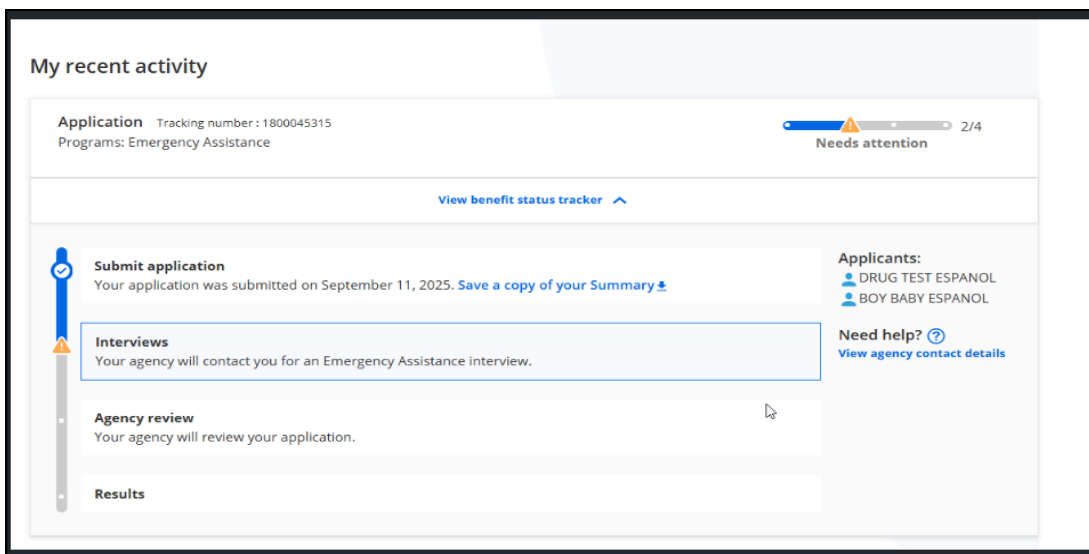 My recent activity
Application Tracking number : 1800045315
Programs: Emergency Assistance
2/4
Needs attention
View benefit status tracker
Submit application
Your application was submitted on September 11, 2025. Save a copy of your Summary
Interviews
Your agency will contact you for an Emergency Assistance interview.
Agency review
Your agency will review your application.
Results
Applicants:
DRUG TEST ESPANOL
BOY BABY ESPANOL
Need help? ?
View agency contact details